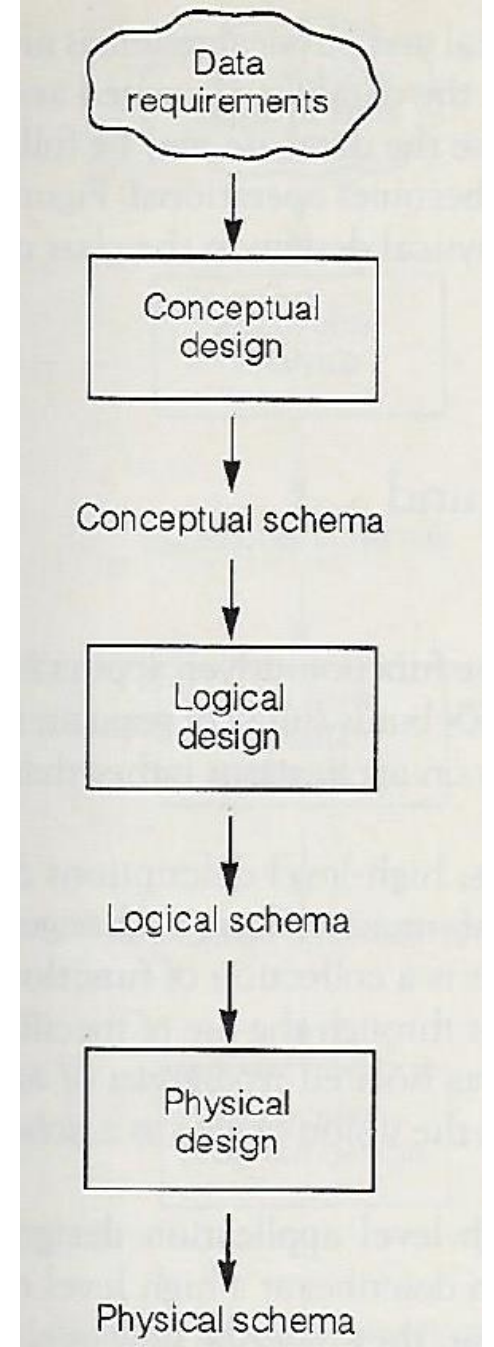 Data
requirements
Conceptual
design
Conceptual schema
Logical
design
Logical schema
Physical
design
Physical schema